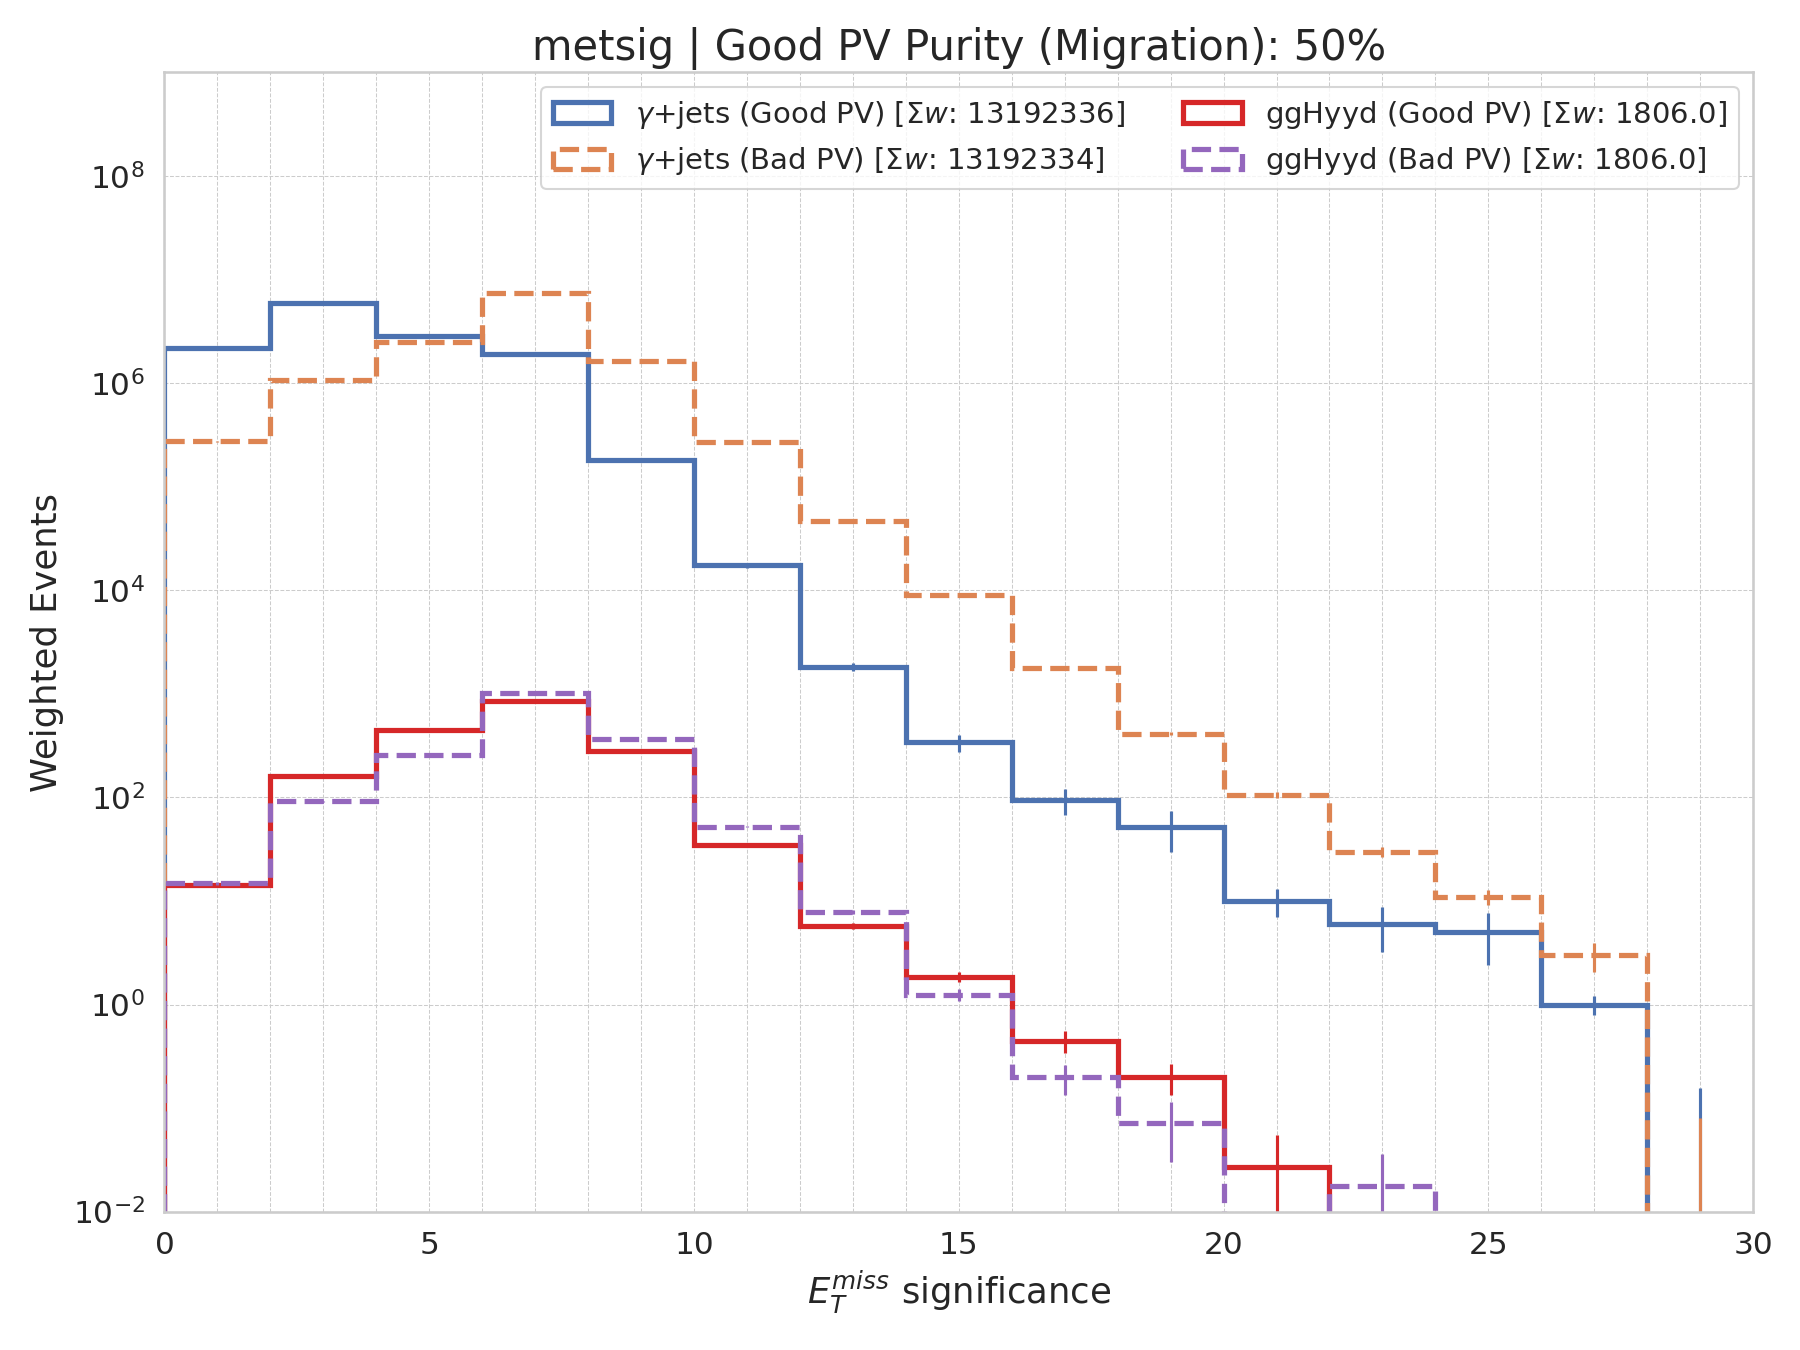 metsig | Good PV Purity (Migration): 50%
γ+jets (Good PV) [Σw: 13192336]
γ+jets (Bad PV) [Σw: 13192334]
ggHyyd (Good PV) [Σw: 1806.0]
ggHyyd (Bad PV) [Σw: 1806.0]
Weighted Events
10^8
10^6
10^4
10^2
10^0
10^−2
0 5 10 15 20 25 30
E_T^miss significance